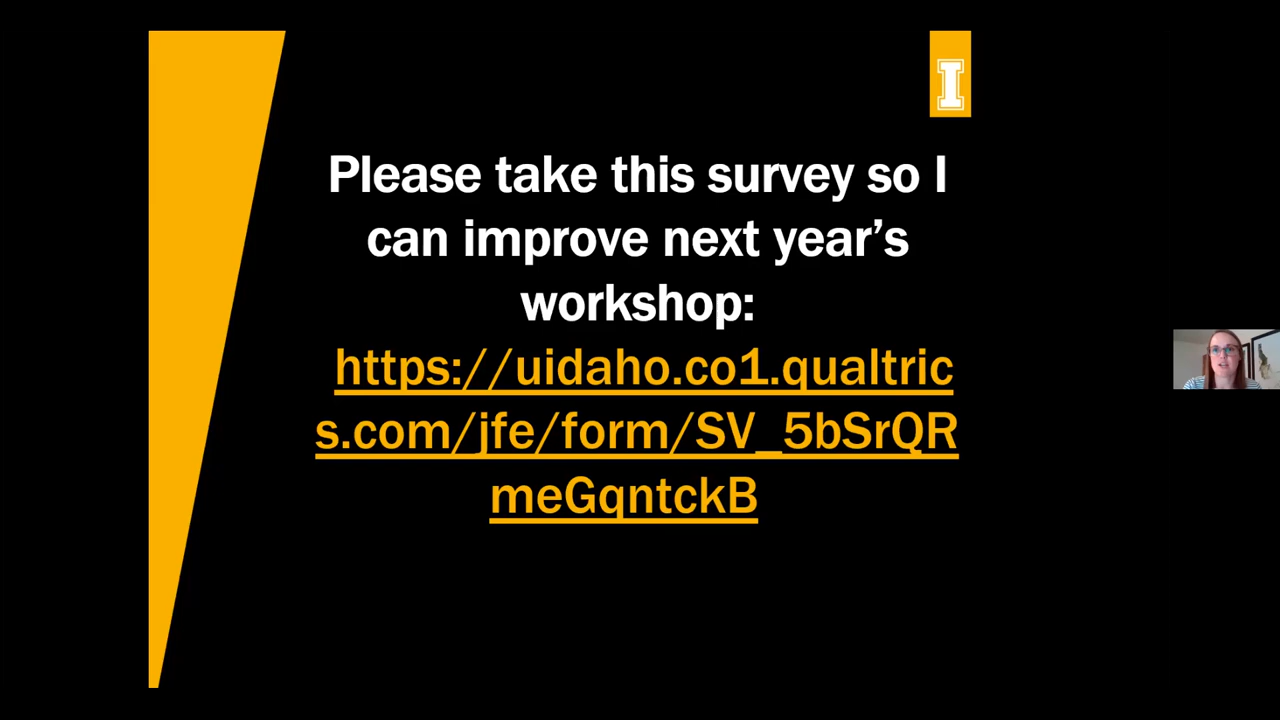 I
Please take this survey so I
can improve next year’s
workshop:
https://uidaho.co1.qualtric
s.com/jfe/form/SV_5bSrQR
meGqntckB